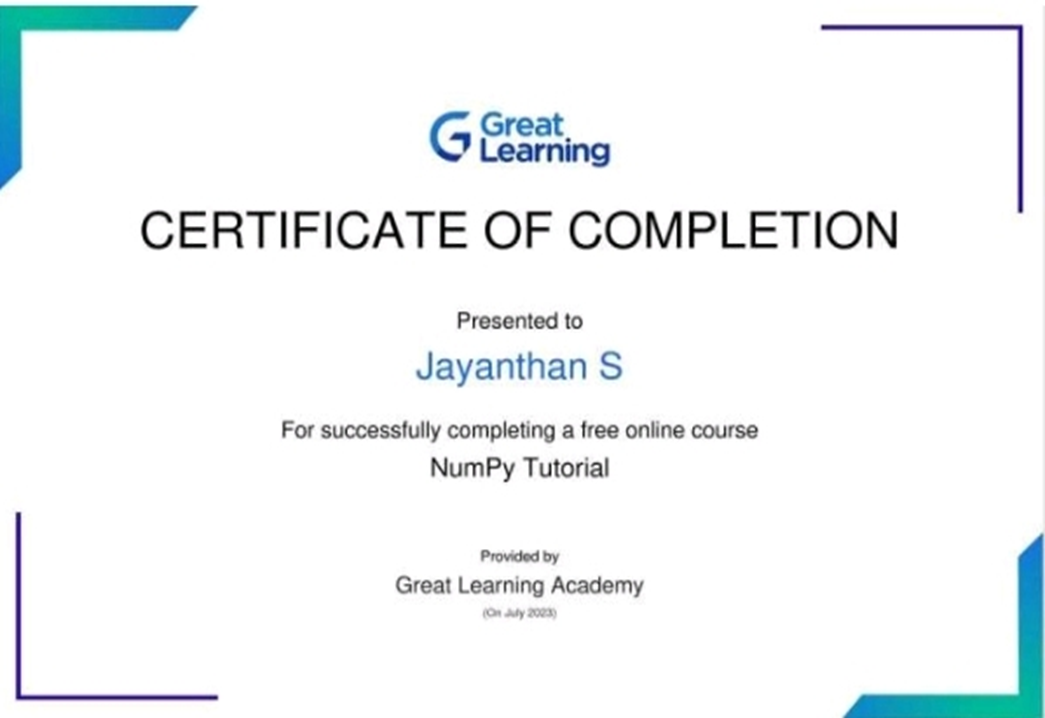 Great
Learning
CERTIFICATE OF COMPLETION
Presented to
Jayanthan S
For successfully completing a free online course
NumPy Tutorial
Provided by
Great Learning Academy
(On July 2023)